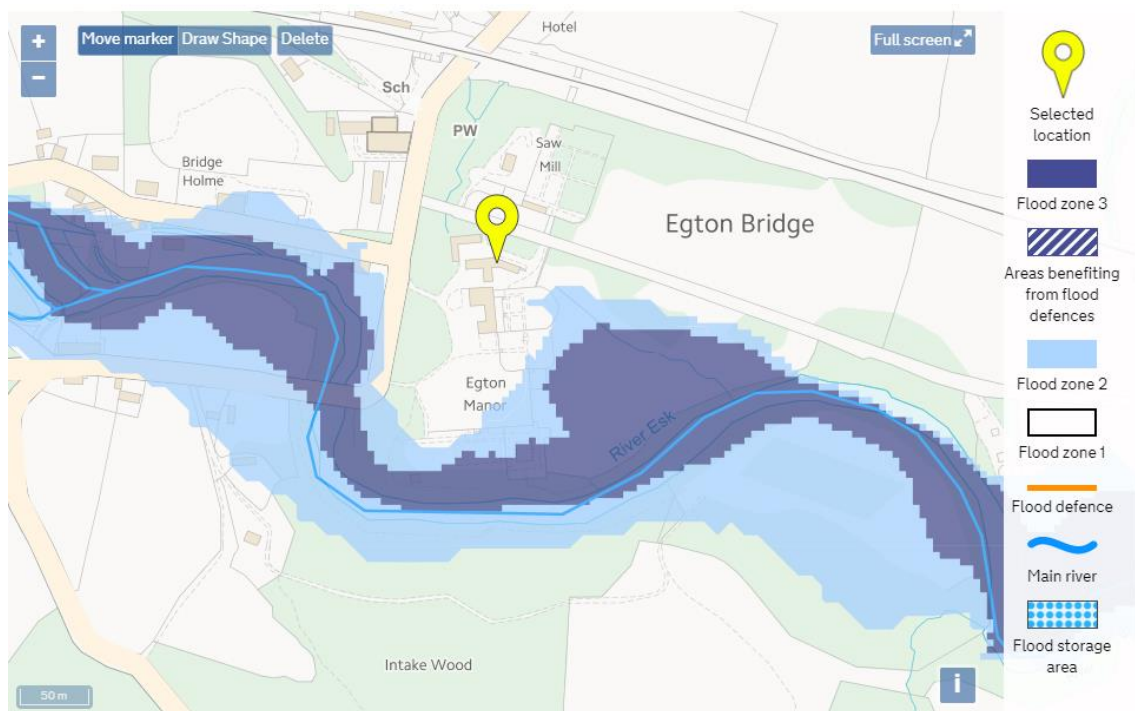 +
−
Move marker
Draw Shape
Delete
Hotel
Full screen
Sch
PW
Saw
Mill
Bridge
Holme
Egton Bridge
Egton
Manor
River Esk
Intake Wood
50 m
i
Selected
location
Flood zone 3
Areas benefiting
from flood
defences
Flood zone 2
Flood zone 1
Flood defence
Main river
Flood storage
area